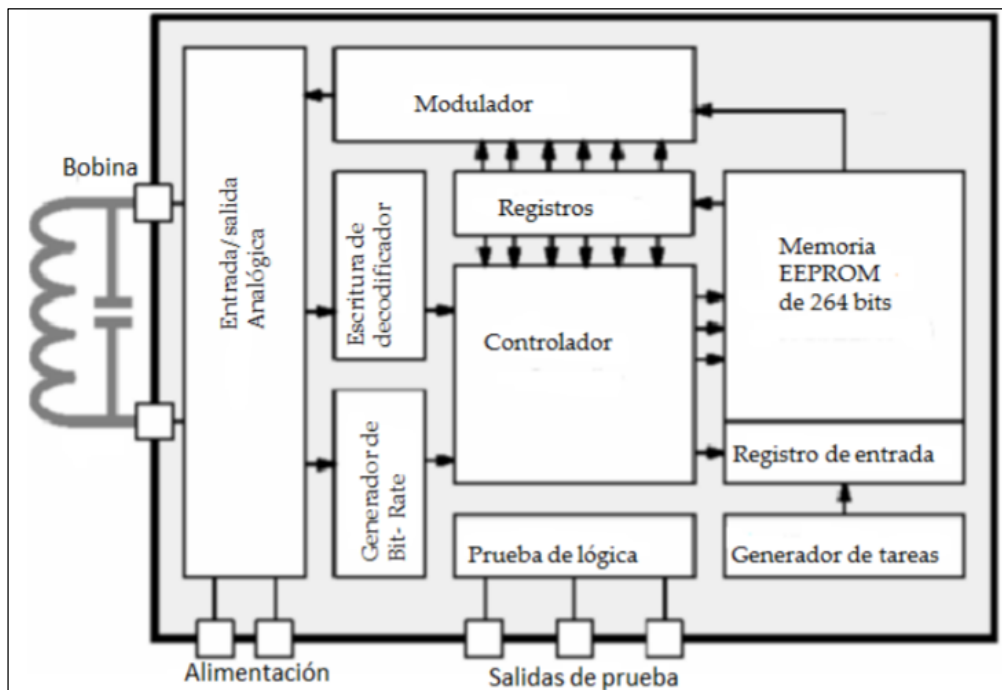 Modulador
Bobina
Entrada/salida
Analógica
Escritura de
decodificador
Registros
Memoria
EEPROM
de 264 bits
Controlador
Generador de
Bit- Rate
Registro de entrada
Prueba de lógica
Generador de tareas
Alimentación
Salidas de prueba